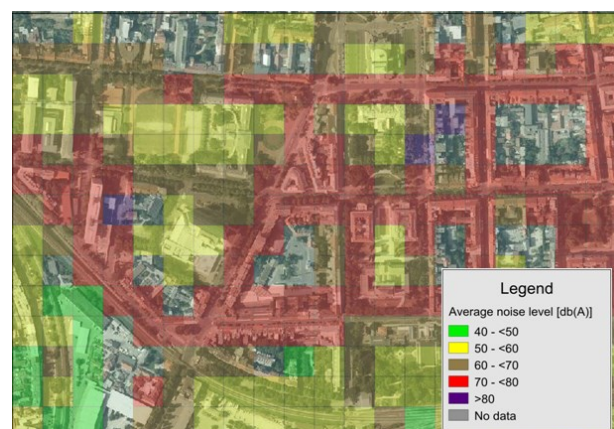 Legend
Average noise level [db(A)]
40 - <50
50 - <60
60 - <70
70 - <80
>80
No data